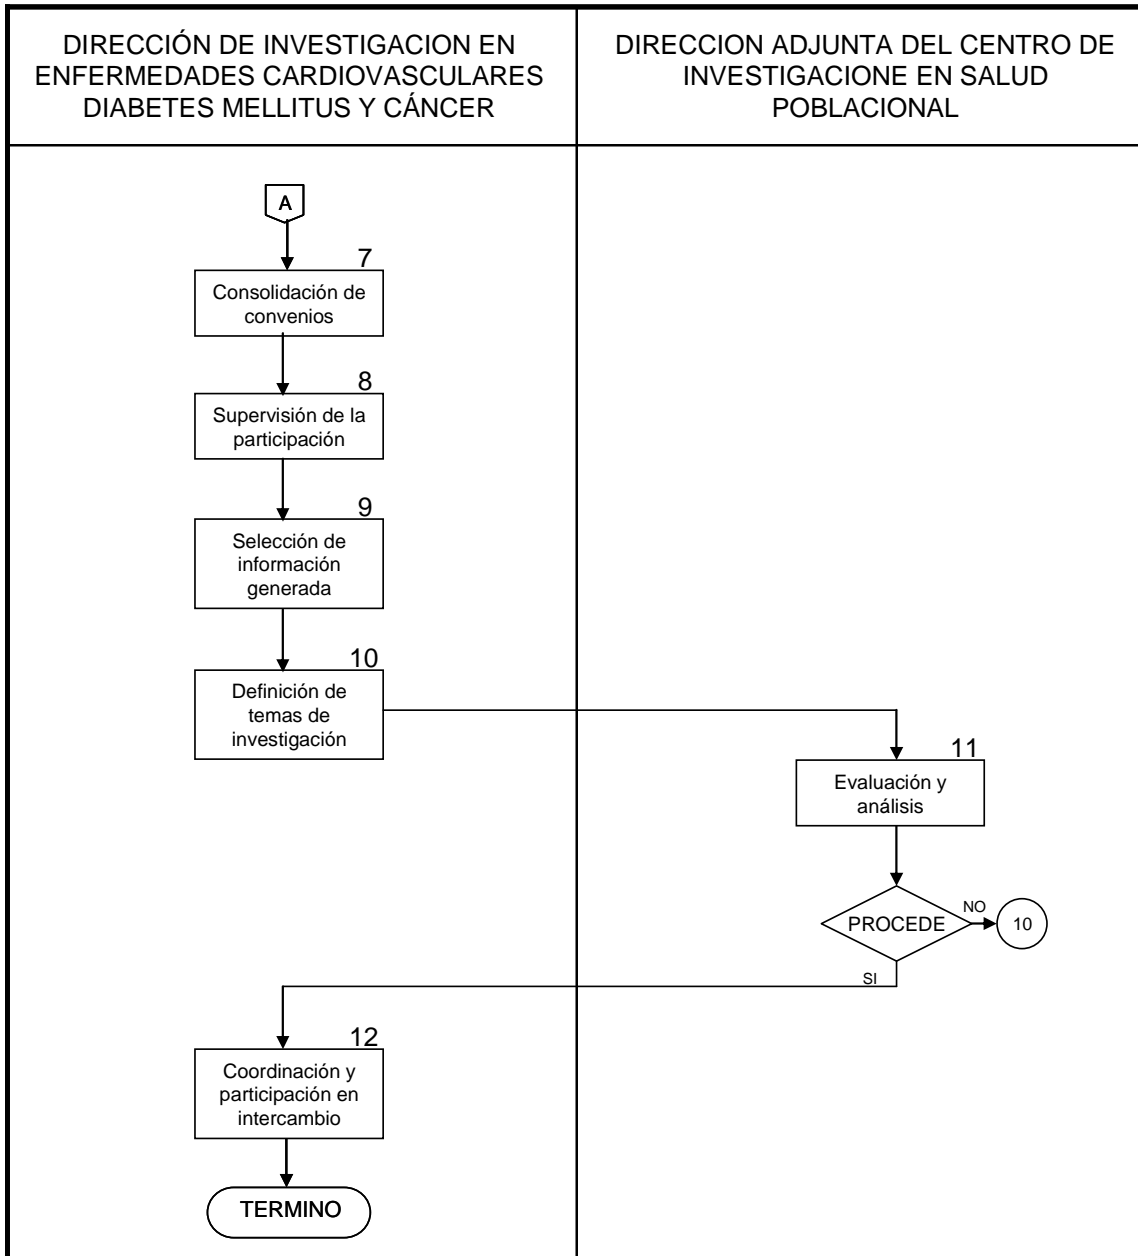 DIRECCIÓN DE INVESTIGACION EN
ENFERMEDADES CARDIOVASCULARES
DIABETES MELLITUS Y CÁNCER
DIRECCION ADJUNTA DEL CENTRO DE
INVESTIGACIONE EN SALUD
POBLACIONAL
A
7
Consolidación de
convenios
8
Supervisión de la
participación
9
Selección de
información
generada
10
Definición de
temas de
investigación
11
Evaluación y
análisis
PROCEDE
NO
10
SI
12
Coordinación y
participación en
intercambio
TERMINO